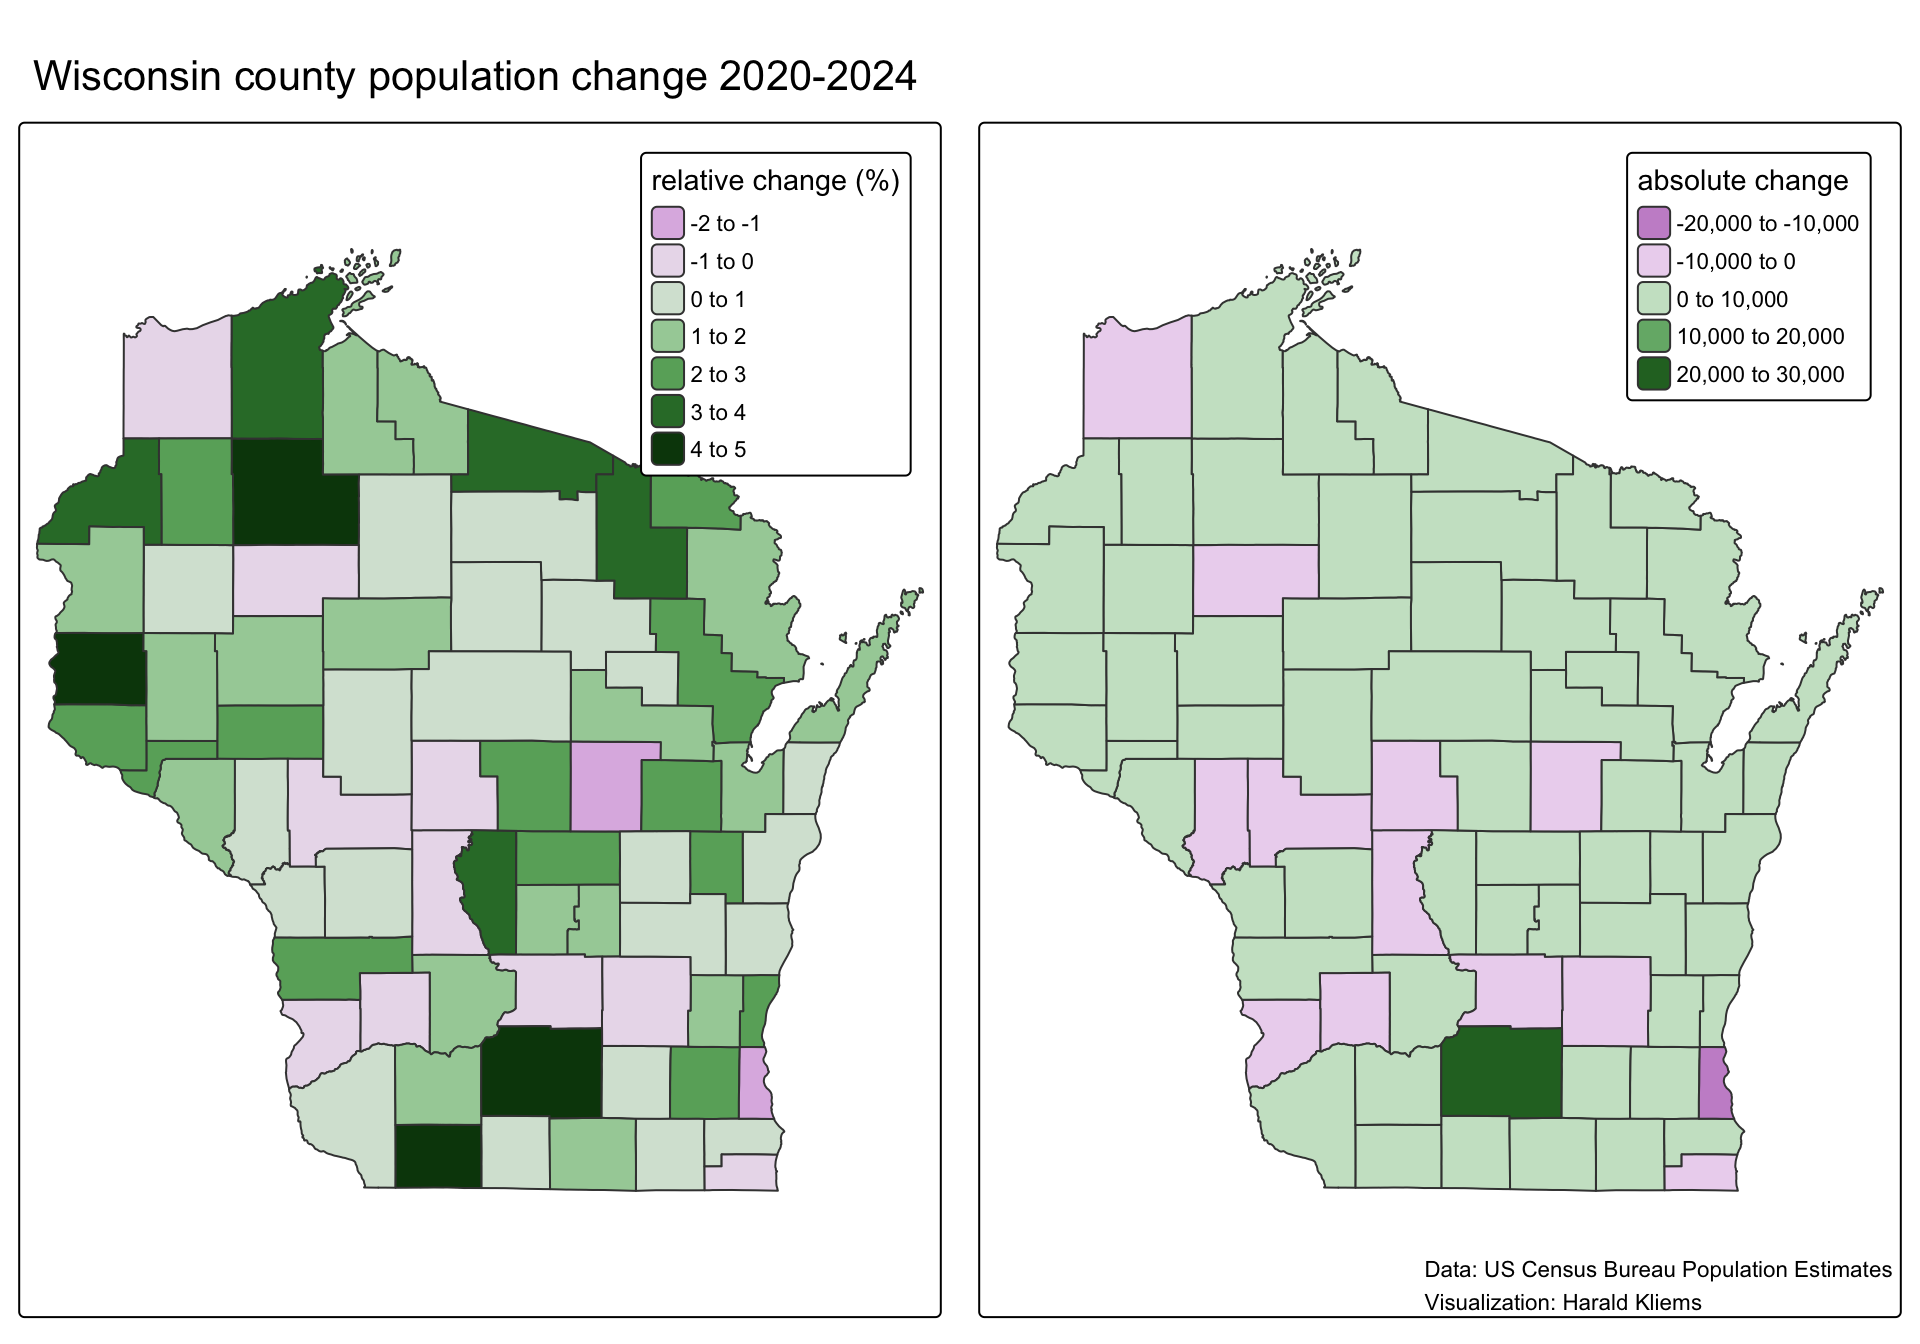 Wisconsin county population change 2020-2024
relative change (%)
-2 to -1
-1 to 0
0 to 1
1 to 2
2 to 3
3 to 4
4 to 5
absolute change
-20,000 to -10,000
-10,000 to 0
0 to 10,000
10,000 to 20,000
20,000 to 30,000
Data: US Census Bureau Population Estimates
Visualization: Harald Kliems